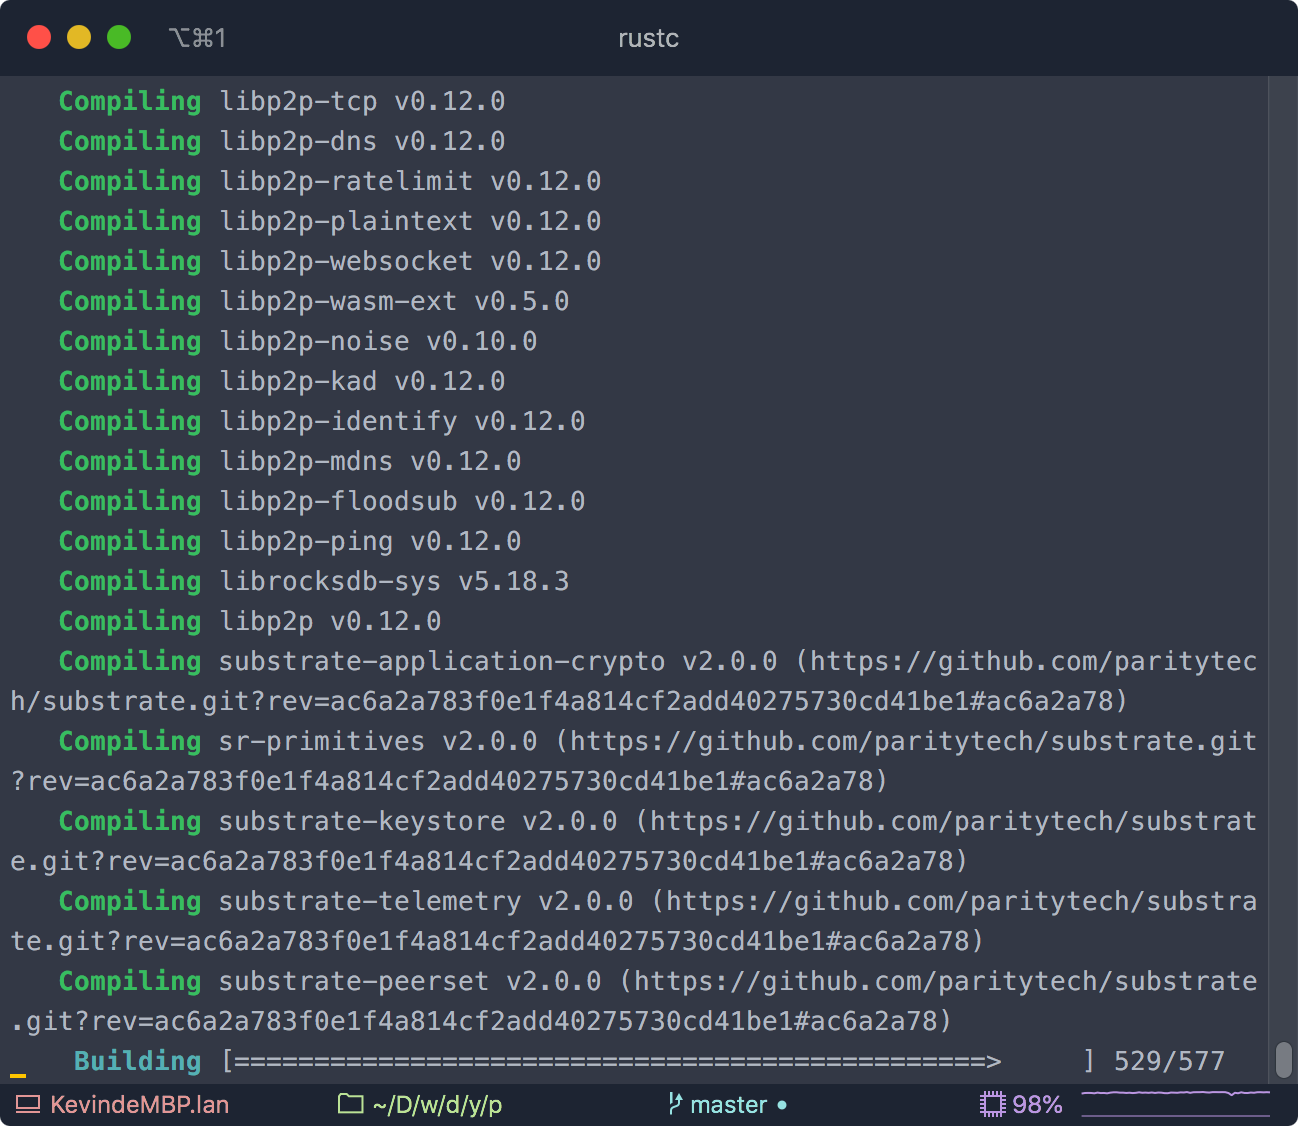 ⌥⌘1 rustc
Compiling libp2p-tcp v0.12.0
Compiling libp2p-dns v0.12.0
Compiling libp2p-ratelimit v0.12.0
Compiling libp2p-plaintext v0.12.0
Compiling libp2p-websocket v0.12.0
Compiling libp2p-wasm-ext v0.5.0
Compiling libp2p-noise v0.10.0
Compiling libp2p-kad v0.12.0
Compiling libp2p-identify v0.12.0
Compiling libp2p-mdns v0.12.0
Compiling libp2p-floodsub v0.12.0
Compiling libp2p-ping v0.12.0
Compiling librocksdb-sys v5.18.3
Compiling libp2p v0.12.0
Compiling substrate-application-crypto v2.0.0 (https://github.com/paritytec
h/substrate.git?rev=ac6a2a783f0e1f4a814cf2add40275730cd41be1#ac6a2a78)
Compiling sr-primitives v2.0.0 (https://github.com/paritytech/substrate.git
?rev=ac6a2a783f0e1f4a814cf2add40275730cd41be1#ac6a2a78)
Compiling substrate-keystore v2.0.0 (https://github.com/paritytech/substrat
e.git?rev=ac6a2a783f0e1f4a814cf2add40275730cd41be1#ac6a2a78)
Compiling substrate-telemetry v2.0.0 (https://github.com/paritytech/substra
te.git?rev=ac6a2a783f0e1f4a814cf2add40275730cd41be1#ac6a2a78)
Compiling substrate-peerset v2.0.0 (https://github.com/paritytech/substrate
.git?rev=ac6a2a783f0e1f4a814cf2add40275730cd41be1#ac6a2a78)
Building [===============================================>     ] 529/577
KevindeMBP.lan ~/D/w/d/y/p master • 98%